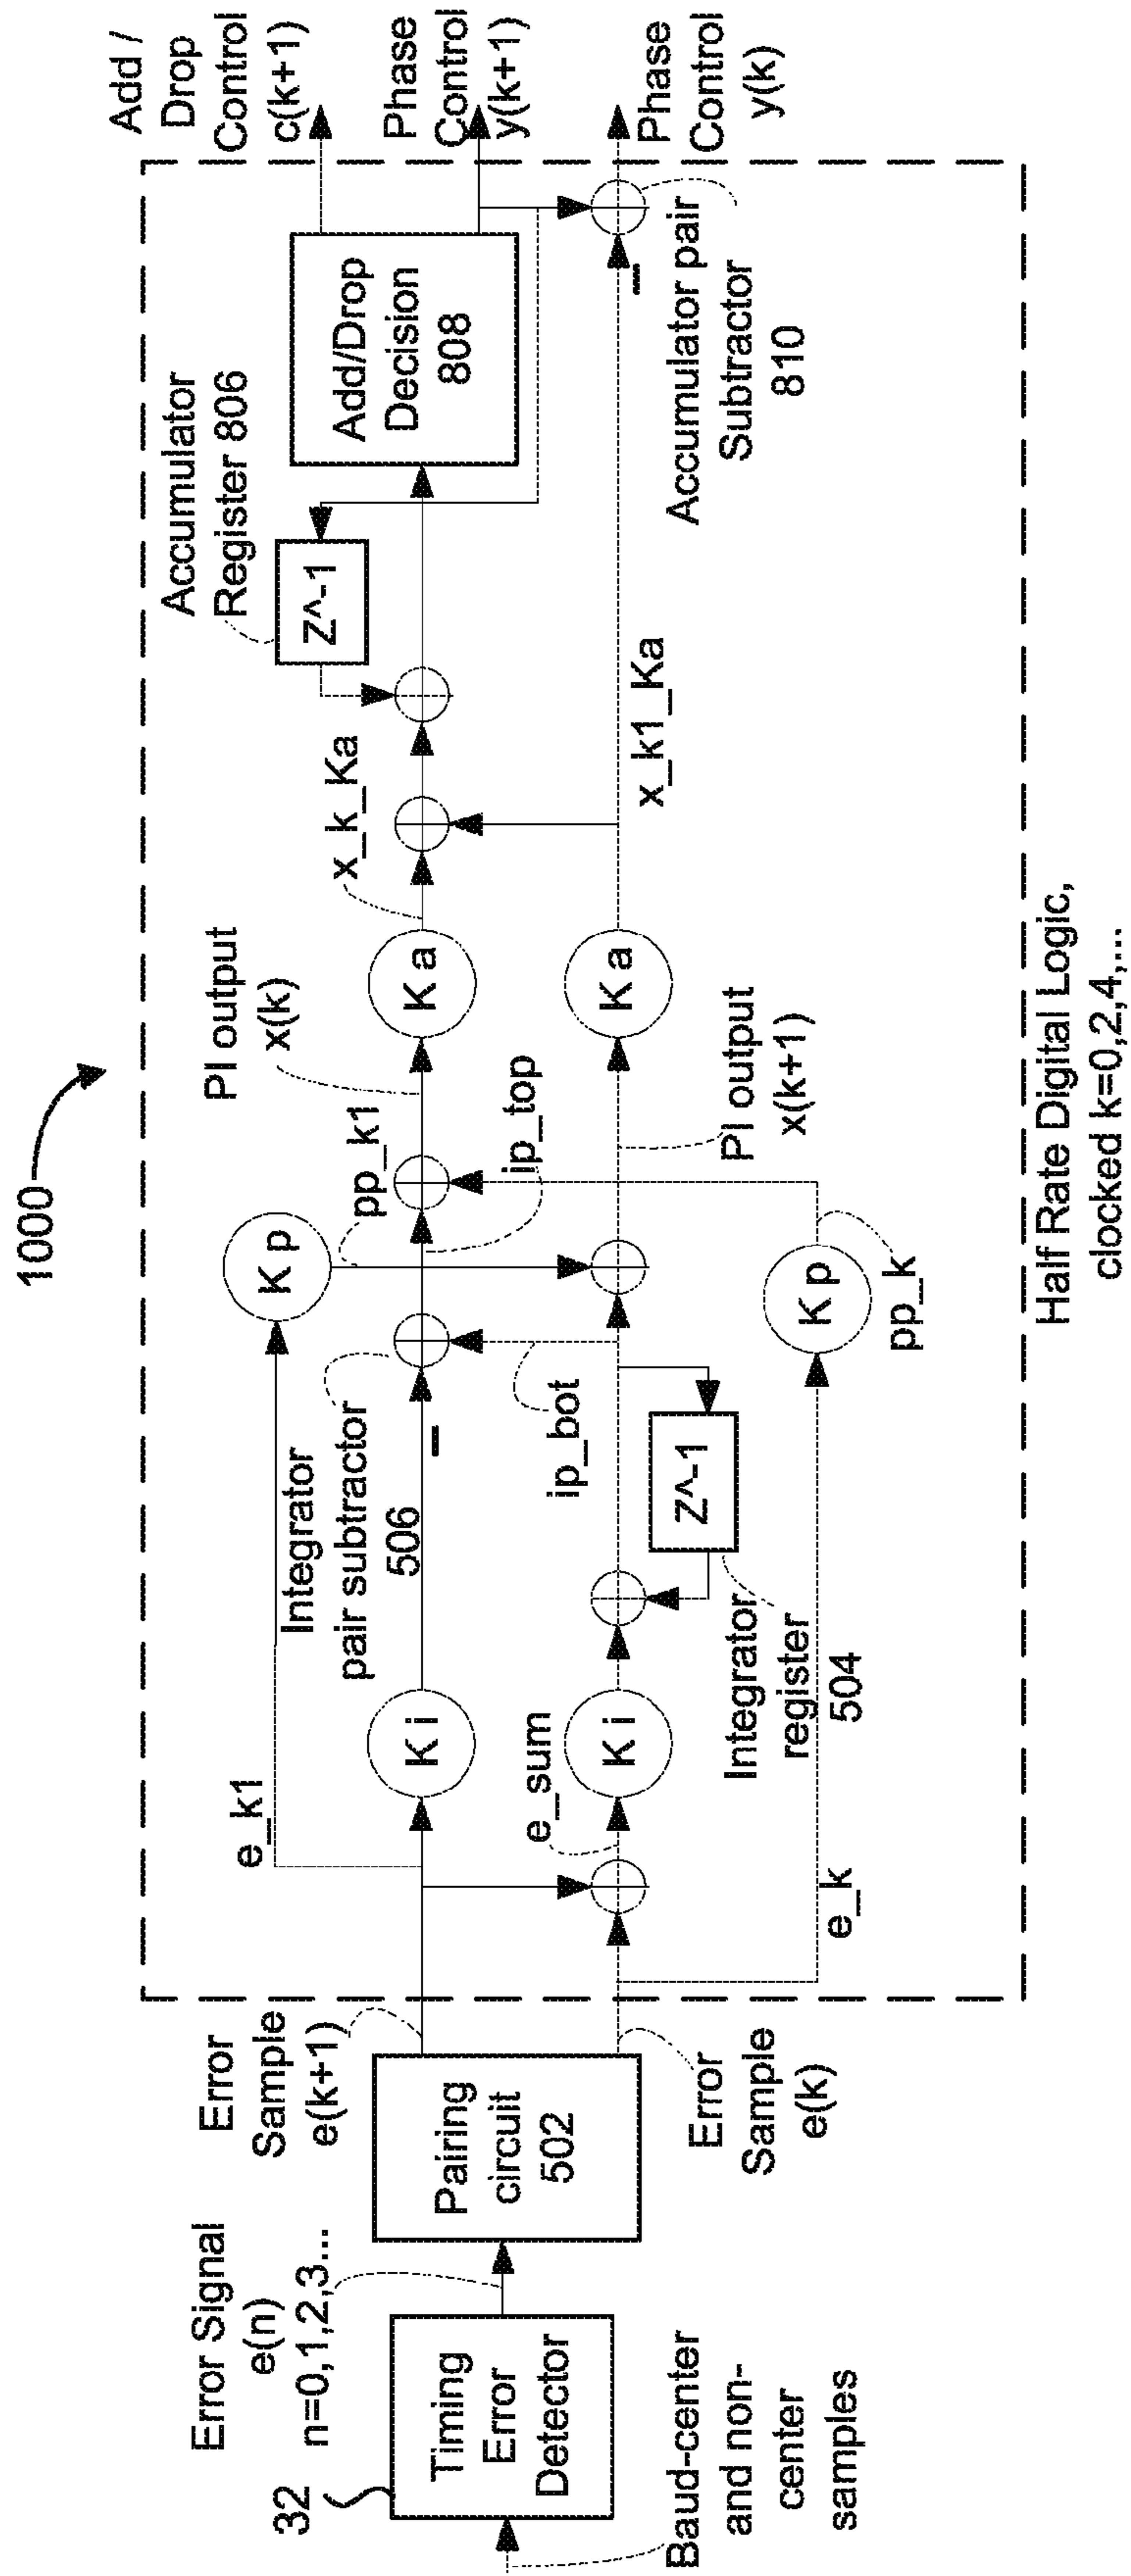 1000
Add /
Drop
Control
c(k+1)
Phase
Control
y(k+1)
Phase
Control
y(k)
Accumulator
Register 806
Z^-1
Add/Drop
Decision
808
Accumulator pair
Subtractor
810
x_k_Ka
x_k1_Ka
PI output
x(k)
K a
K a
PI output
x(k+1)
pp_k1
ip_top
K p
K p
pp_k
Integrator
pair subtractor
506
–
–
ip_bot
Z^-1
Integrator
register
504
e_k1
K i
e_sum
K i
e_k
Error
Sample
e(k+1)
Pairing
circuit
502
Error
Sample
e(k)
Error Signal
e(n)
n=0,1,2,3...
32
Timing
Error
Detector
Baud-center
and non-
center
samples
Half Rate Digital Logic,
clocked k=0,2,4,...